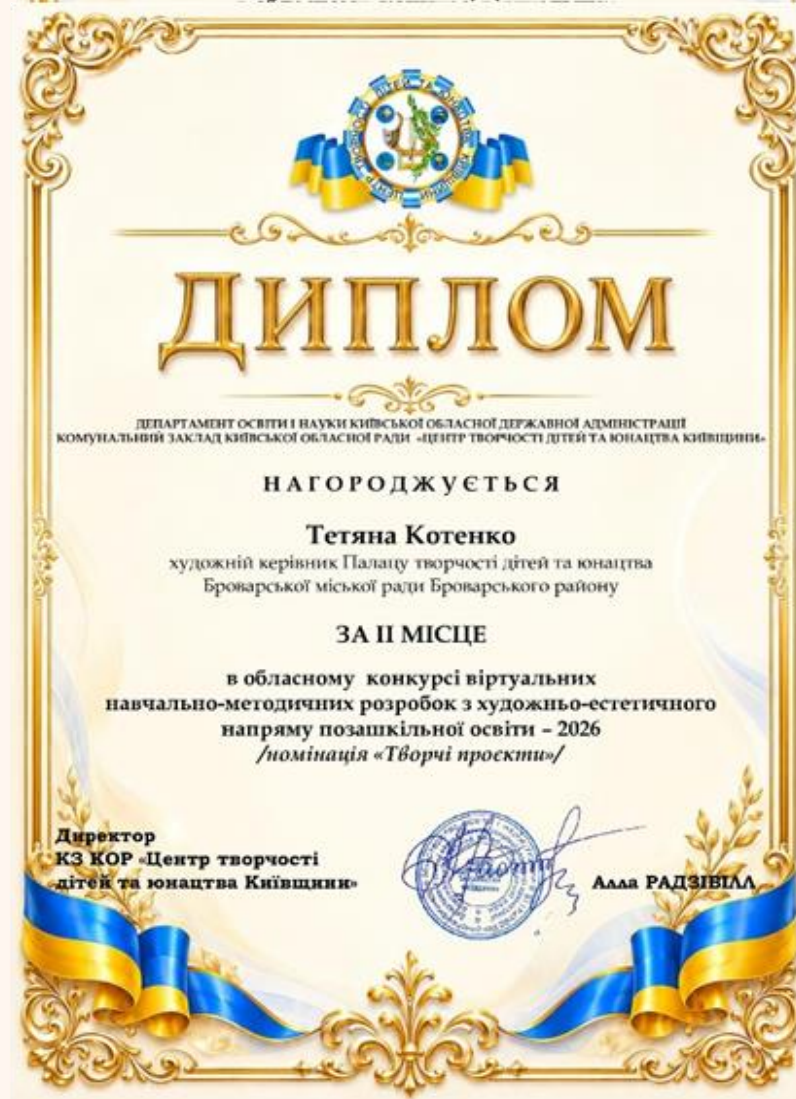 ДИПЛОМ
ДЕПАРТАМЕНТ ОСВІТИ І НАУКИ КИЇВСЬКОЇ ОБЛАСНОЇ ДЕРЖАВНОЇ АДМІНІСТРАЦІЇ
КОМУНАЛЬНИЙ ЗАКЛАД КИЇВСЬКОЇ ОБЛАСНОЇ РАДИ «ЦЕНТР ТВОРЧОСТІ ДІТЕЙ ТА ЮНАЦТВА КИЇВЩИНИ»
НАГОРОДЖУЄТЬСЯ
Тетяна Котенко
художній керівник Палацу творчості дітей та юнацтва
Броварської міської ради Броварського району
ЗА ІІ МІСЦЕ
в обласному конкурсі віртуальних
навчально-методичних розробок з художньо-естетичного
напряму позашкільної освіти – 2026
/номінація «Творчі проєкти»/
Директор
КЗ КОР «Центр творчості
дітей та юнацтва Київщини»
Алла РАДЗІВІЛЛ